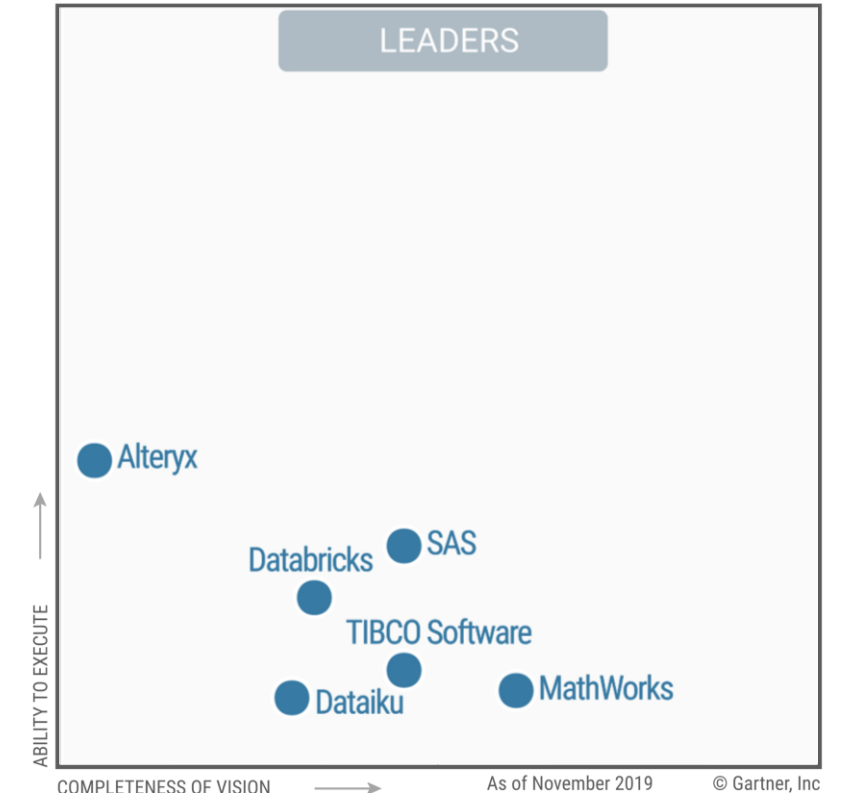 LEADERS
Alteryx
SAS
Databricks
TIBCO Software
MathWorks
Dataiku
ABILITY TO EXECUTE
COMPLETENESS OF VISION
As of November 2019
© Gartner, Inc